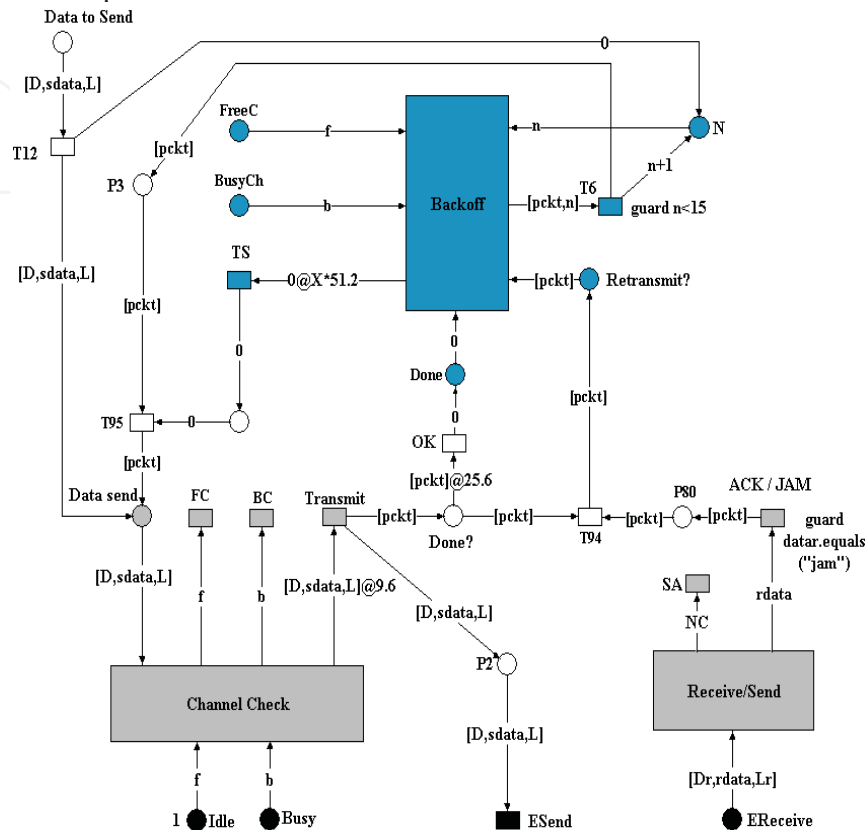 Data to Send
0
[D,sdata,L]
FreeC
f
n
N
T12
[pckt]
n+1
P3
BusyCh
b
Backoff
[pckt,n]
T6
guard n<15
[D,sdata,L]
TS
0@X*51.2
[pckt]
Retransmit?
[pckt]
0
0
Done
0
[pckt]
T95
0
OK
[pckt]
[pckt]@25.6
Data send
FC
BC
Transmit
[pckt]
Done?
[pckt]
T94
[pckt]
P80
[pckt]
ACK / JAM
guard
datar.equals
("jam")
[D,sdata,L]
f
b
[D,sdata,L]@9.6
[D,sdata,L]
SA
NC
rdata
P2
Channel Check
Receive/Send
[D,sdata,L]
f
b
[Dr,rdata,Lr]
1
Idle
Busy
ESend
EReceive